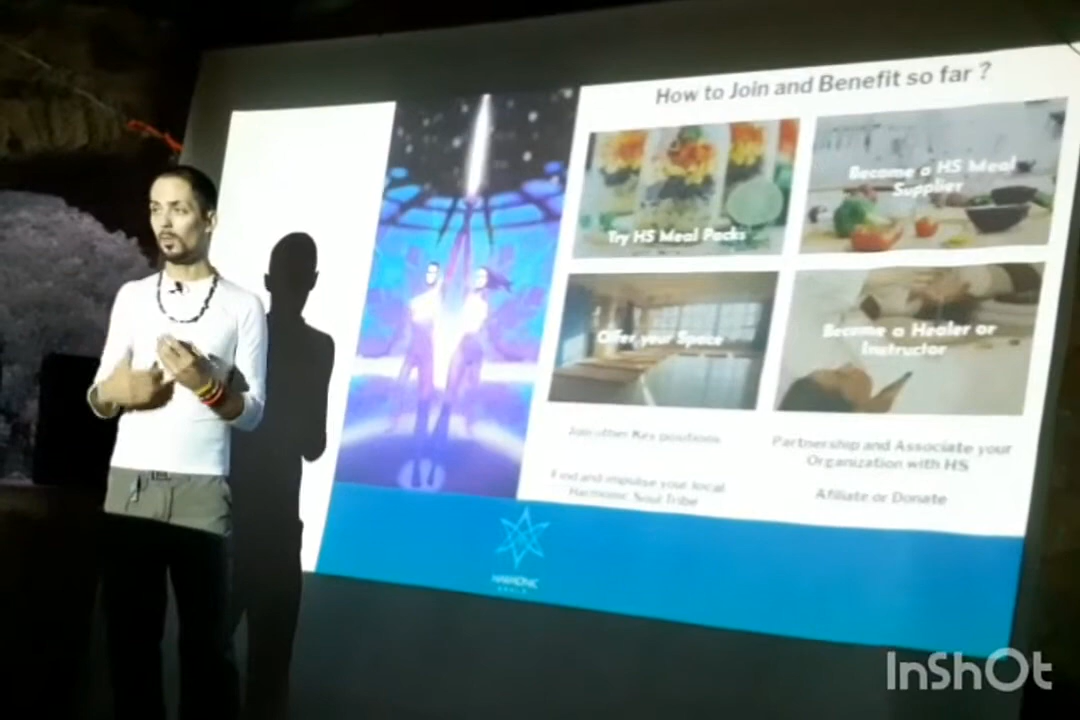 How to Join and Benefit so far ?
Try HS Meal Packs
Become a HS Meal
Supplier
Offer your Space
Become a Healer or
Instructor
Join other Key positions
Partnership and Associate your
Organization with HS
Find and impulse your local
Harmonic Soul Tribe
Afiliate or Donate
HARMONIC
InShOt